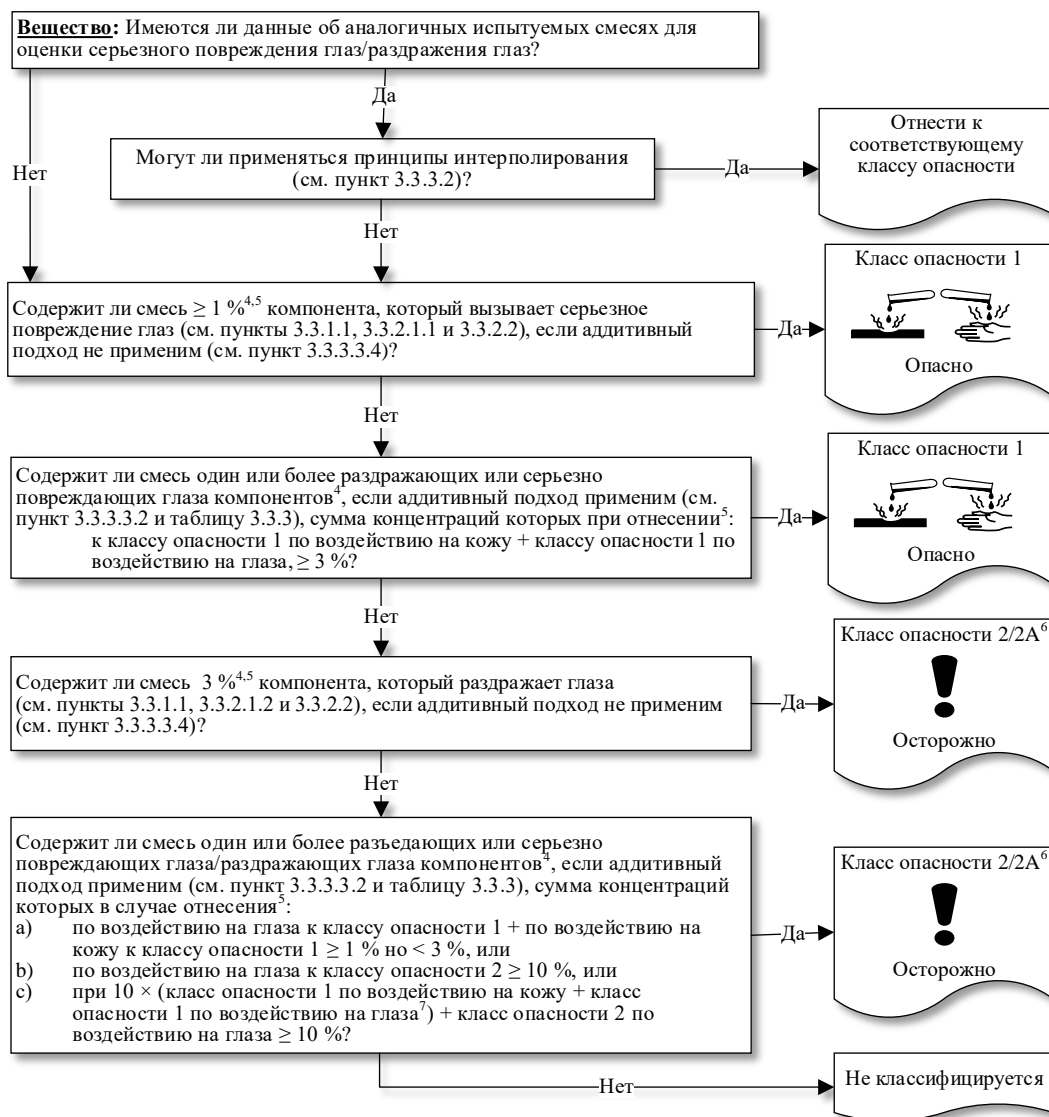 Вещество: Имеются ли данные об аналогичных испытуемых смесях для
оценки серьезного повреждения глаз/раздражения глаз?
Да
Нет
Могут ли применяться принципы интерполирования
(см. пункт 3.3.3.2)?
Да
Отнести к
соответствующему
классу опасности
Нет
Содержит ли смесь ≥ 1 %4,5 компонента, который вызывает серьезное
повреждение глаз (см. пункты 3.3.1.1, 3.3.2.1.1 и 3.3.2.2), если аддитивный
подход не применим (см. пункт 3.3.3.3.4)?
Да
Класс опасности 1
Опасно
Нет
Содержит ли смесь один или более раздражающих или серьезно
повреждающих глаза компонентов4, если аддитивный подход применим (см.
пункт 3.3.3.3.2 и таблицу 3.3.3), сумма концентраций которых при отнесении5:
к классу опасности 1 по воздействию на кожу + классу опасности 1 по
воздействию на глаза, ≥ 3 %?
Да
Класс опасности 1
Опасно
Нет
Содержит ли смесь 3 %4,5 компонента, который раздражает глаза
(см. пункты 3.3.1.1, 3.3.2.1.2 и 3.3.2.2), если аддитивный подход не применим
(см. пункт 3.3.3.3.4)?
Да
Класс опасности 2/2A6
Осторожно
Нет
Содержит ли смесь один или более разъедающих или серьезно
повреждающих глаза/раздражающих глаза компонентов4, если аддитивный
подход применим (см. пункт 3.3.3.3.2 и таблицу 3.3.3), сумма концентраций
которых в случае отнесения5:
a) по воздействию на глаза к классу опасности 1 + по воздействию на
кожу к классу опасности 1 ≥ 1 % но < 3 %, или
b) по воздействию на глаза к классу опасности 2 ≥ 10 %, или
c) при 10 × (класс опасности 1 по воздействию на кожу + класс
опасности 1 по воздействию на глаза7) + класс опасности 2 по
воздействию на глаза ≥ 10 %?
Да
Класс опасности 2/2A6
Осторожно
Нет
Не классифицируется